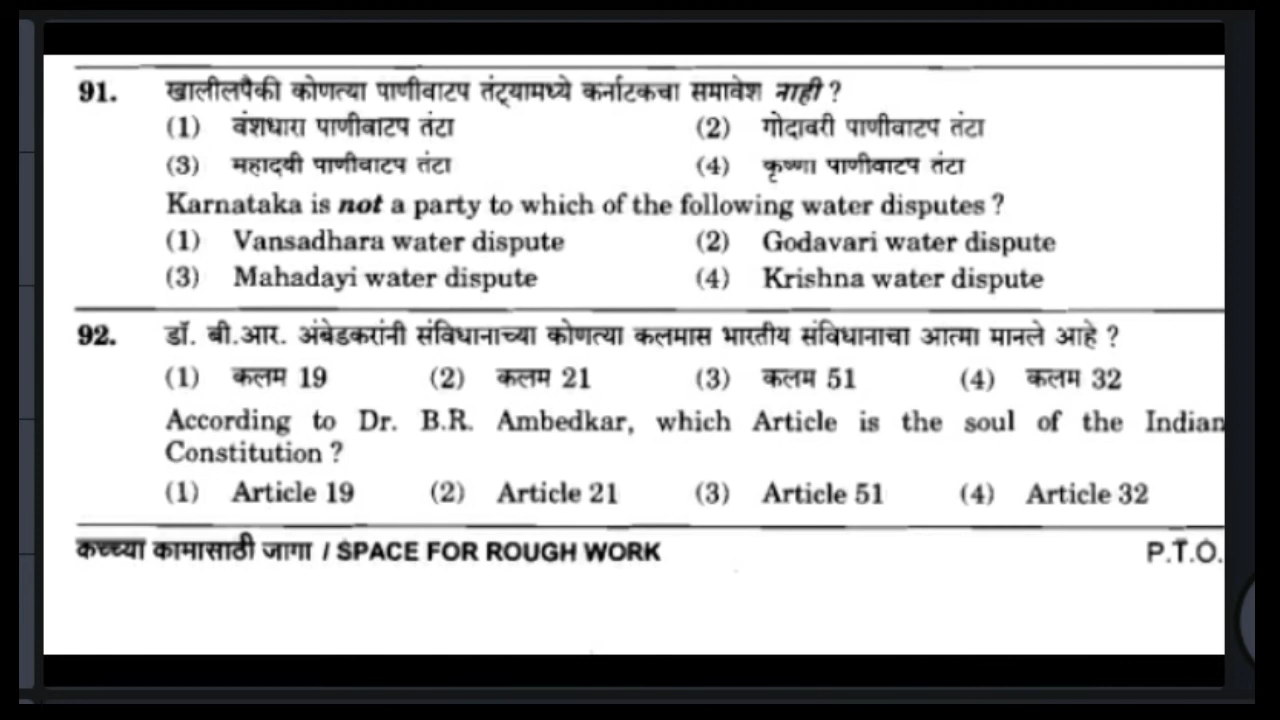 91. खालीलपैकी कोणत्या पाणीवाटप तंट्यामध्ये कर्नाटकचा समावेश नाही ?
(1) वंशधारा पाणीवाटप तंटा (2) गोदावरी पाणीवाटप तंटा
(3) महादयी पाणीवाटप तंटा (4) कृष्णा पाणीवाटप तंटा
Karnataka is not a party to which of the following water disputes ?
(1) Vansadhara water dispute (2) Godavari water dispute
(3) Mahadayi water dispute (4) Krishna water dispute
92. डॉ. बी.आर. अंबेडकरांनी संविधानाच्या कोणत्या कलमास भारतीय संविधानाचा आत्मा मानले आहे ?
(1) कलम 19 (2) कलम 21 (3) कलम 51 (4) कलम 32
According to Dr. B.R. Ambedkar, which Article is the soul of the Indian
Constitution ?
(1) Article 19 (2) Article 21 (3) Article 51 (4) Article 32
कच्च्या कामासाठी जागा / SPACE FOR ROUGH WORK P.T.O.